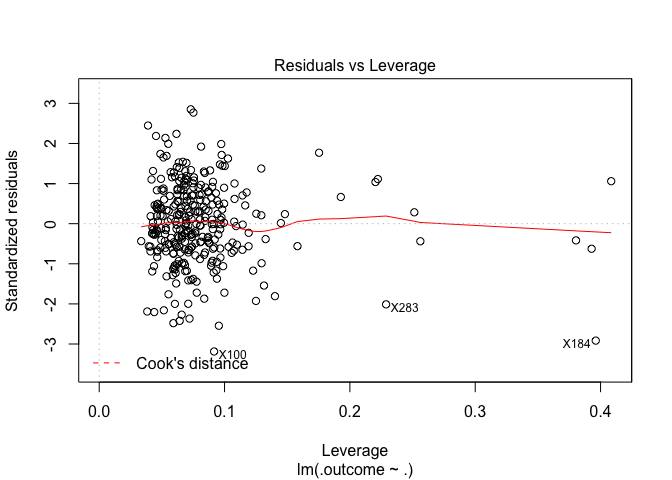 Residuals vs Leverage
Standardized residuals
3
2
1
0
-1
-2
-3
X283
X184
X100
Cook's distance
0.0 0.1 0.2 0.3 0.4
Leverage
lm(.outcome ~ .)